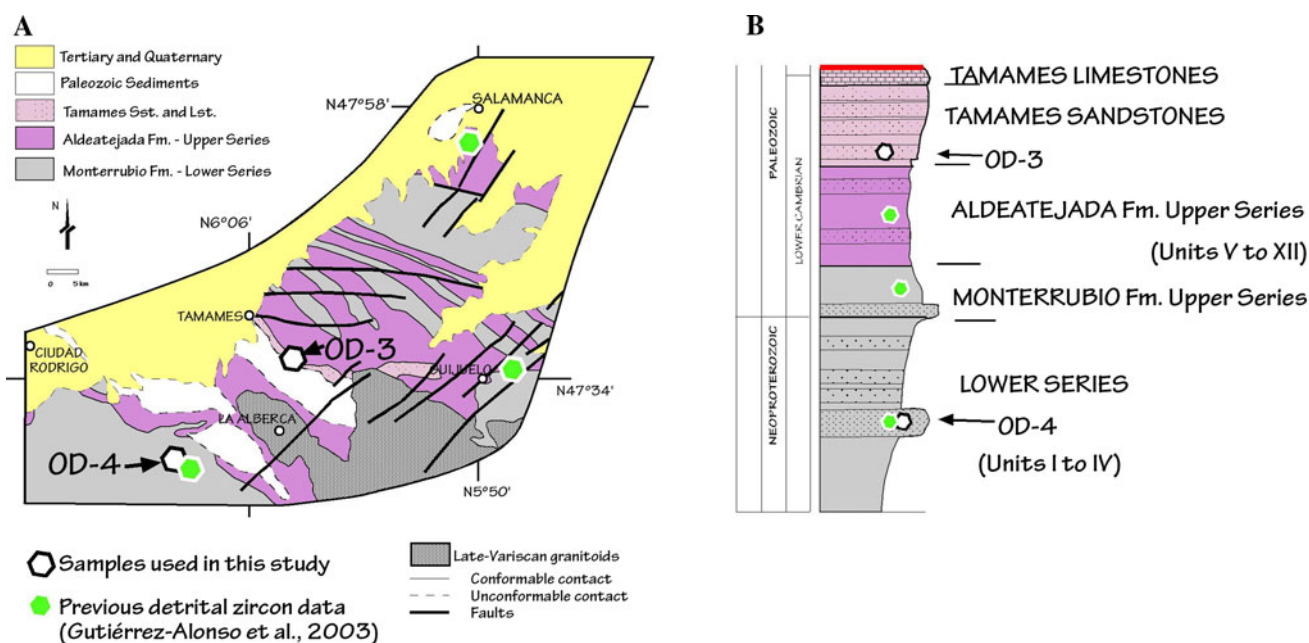 A
Tertiary and Quaternary
Paleozoic Sediments
Tamames Sst. and Lst.
Aldeatejada Fm. - Upper Series
Monterrubio Fm. - Lower Series
N
0 5 km
N47°58'
SALAMANCA
N6°06'
TAMAMES
OD-3
CIUDAD
RODRIGO
GUIJUELO
N47°34'
LA ALBERCA
OD-4
N5°50'
Samples used in this study
Previous detrital zircon data
(Gutiérrez-Alonso et al., 2003)
Late-Variscan granitoids
Conformable contact
Unconformable contact
Faults
B
PALEOZOIC
LOWER CAMBRIAN
NEOPROTEROZOIC
TAMAMES LIMESTONES
TAMAMES SANDSTONES
OD-3
ALDEATEJADA Fm. Upper Series
(Units V to XII)
MONTERRUBIO Fm. Upper Series
LOWER SERIES
OD-4
(Units I to IV)